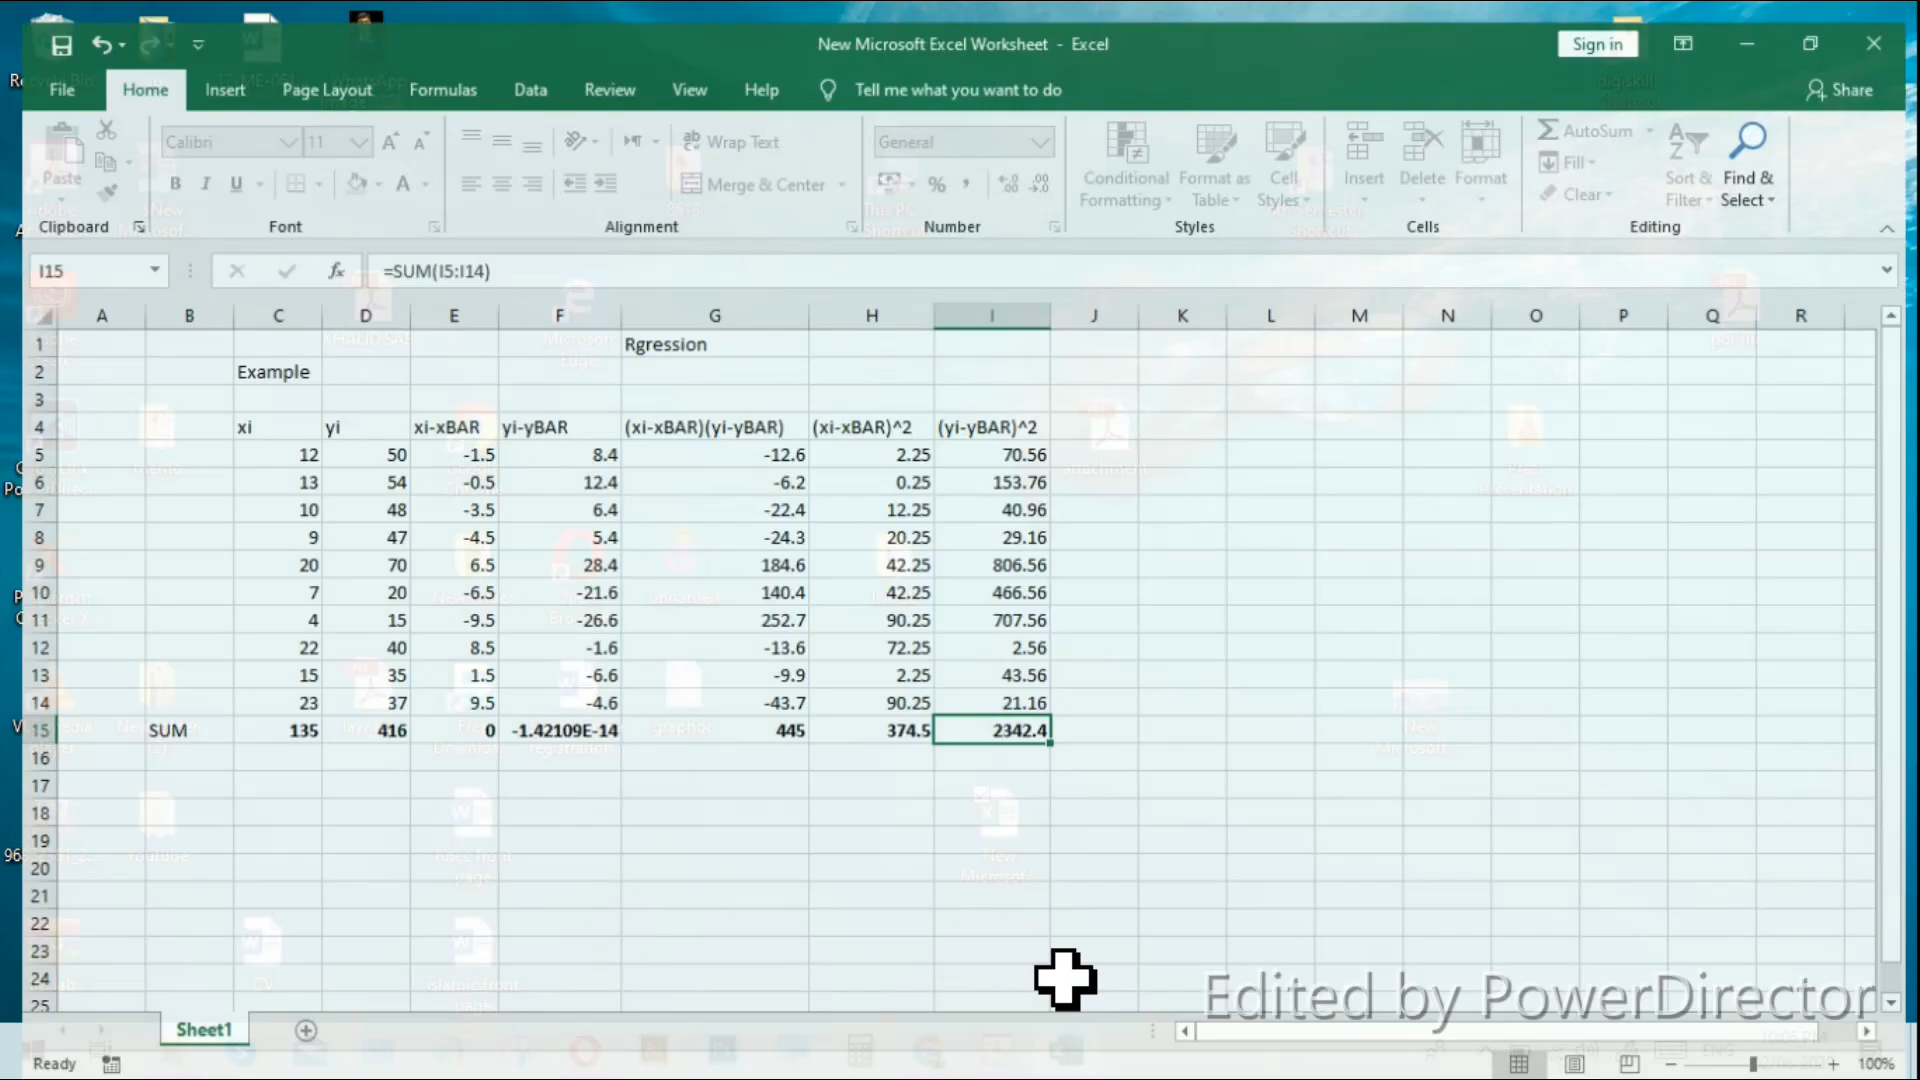 New Microsoft Excel Worksheet - Excel
Sign in
File Home Insert Page Layout Formulas Data Review View Help Tell me what you want to do Share
Calibri 11 Wrap Text General AutoSum
Paste Merge & Center Conditional Formatting Format as Table Cell Styles Insert Delete Format Fill Clear Sort & Filter Find & Select
Clipboard Font Alignment Number Styles Cells Editing
I15 fx =SUM(I5:I14)
A B C D E F G H I J K L M N O P Q R
1 Rgression
2 Example
3
4 xi yi xi-xBAR yi-yBAR (xi-xBAR)(yi-yBAR) (xi-xBAR)^2 (yi-yBAR)^2
5 12 50 -1.5 8.4 -12.6 2.25 70.56
6 13 54 -0.5 12.4 -6.2 0.25 153.76
7 10 48 -3.5 6.4 -22.4 12.25 40.96
8 9 47 -4.5 5.4 -24.3 20.25 29.16
9 20 70 6.5 28.4 184.6 42.25 806.56
10 7 20 -6.5 -21.6 140.4 42.25 466.56
11 4 15 -9.5 -26.6 252.7 90.25 707.56
12 22 40 8.5 -1.6 -13.6 72.25 2.56
13 15 35 1.5 -6.6 -9.9 2.25 43.56
14 23 37 9.5 -4.6 -43.7 90.25 21.16
15 SUM 135 416 0 -1.42109E-14 445 374.5 2342.4
16
17
18
19
20
21
22
23
24
25
Edited by PowerDirector
Sheet1
Ready 100%